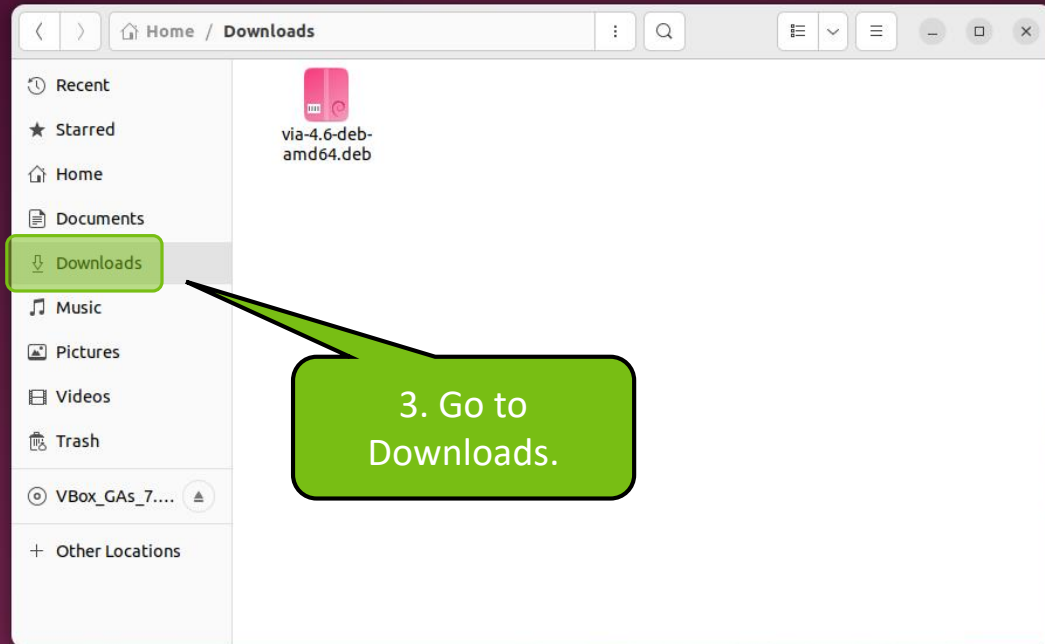 Home / Downloads
Recent
Starred
Home
Documents
Downloads
Music
Pictures
Videos
Trash
VBox_GAs_7....
Other Locations
via-4.6-deb-
amd64.deb
3. Go to
Downloads.